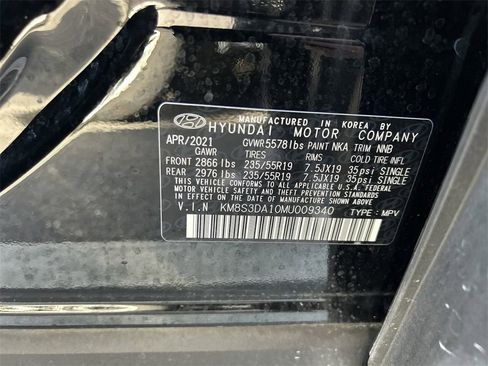 MANUFACTURED IN KOREA
HYUNDAI MOTOR COMPANY
APR/2021 GVWR 5578lbs PAINT NKA TRIM NNB
GAWR TIRES RIMS COLD TIRE INFL.
FRONT 2866lbs 235/55R19 7.5JX19 35psi SINGLE
REAR 2976lbs 235/55R19 7.5JX19 35psi SINGLE
THIS VEHICLE CONFORMS TO ALL APPLICABLE U.S.A. FEDERAL
MOTOR VEHICLE SAFETY AND THEFT PREVENTION STANDARDS
IN EFFECT ON THE DATE OF MANUFACTURE SHOWN ABOVE.
V.I.N KM8S3DA10MU009340 TYPE: MPV